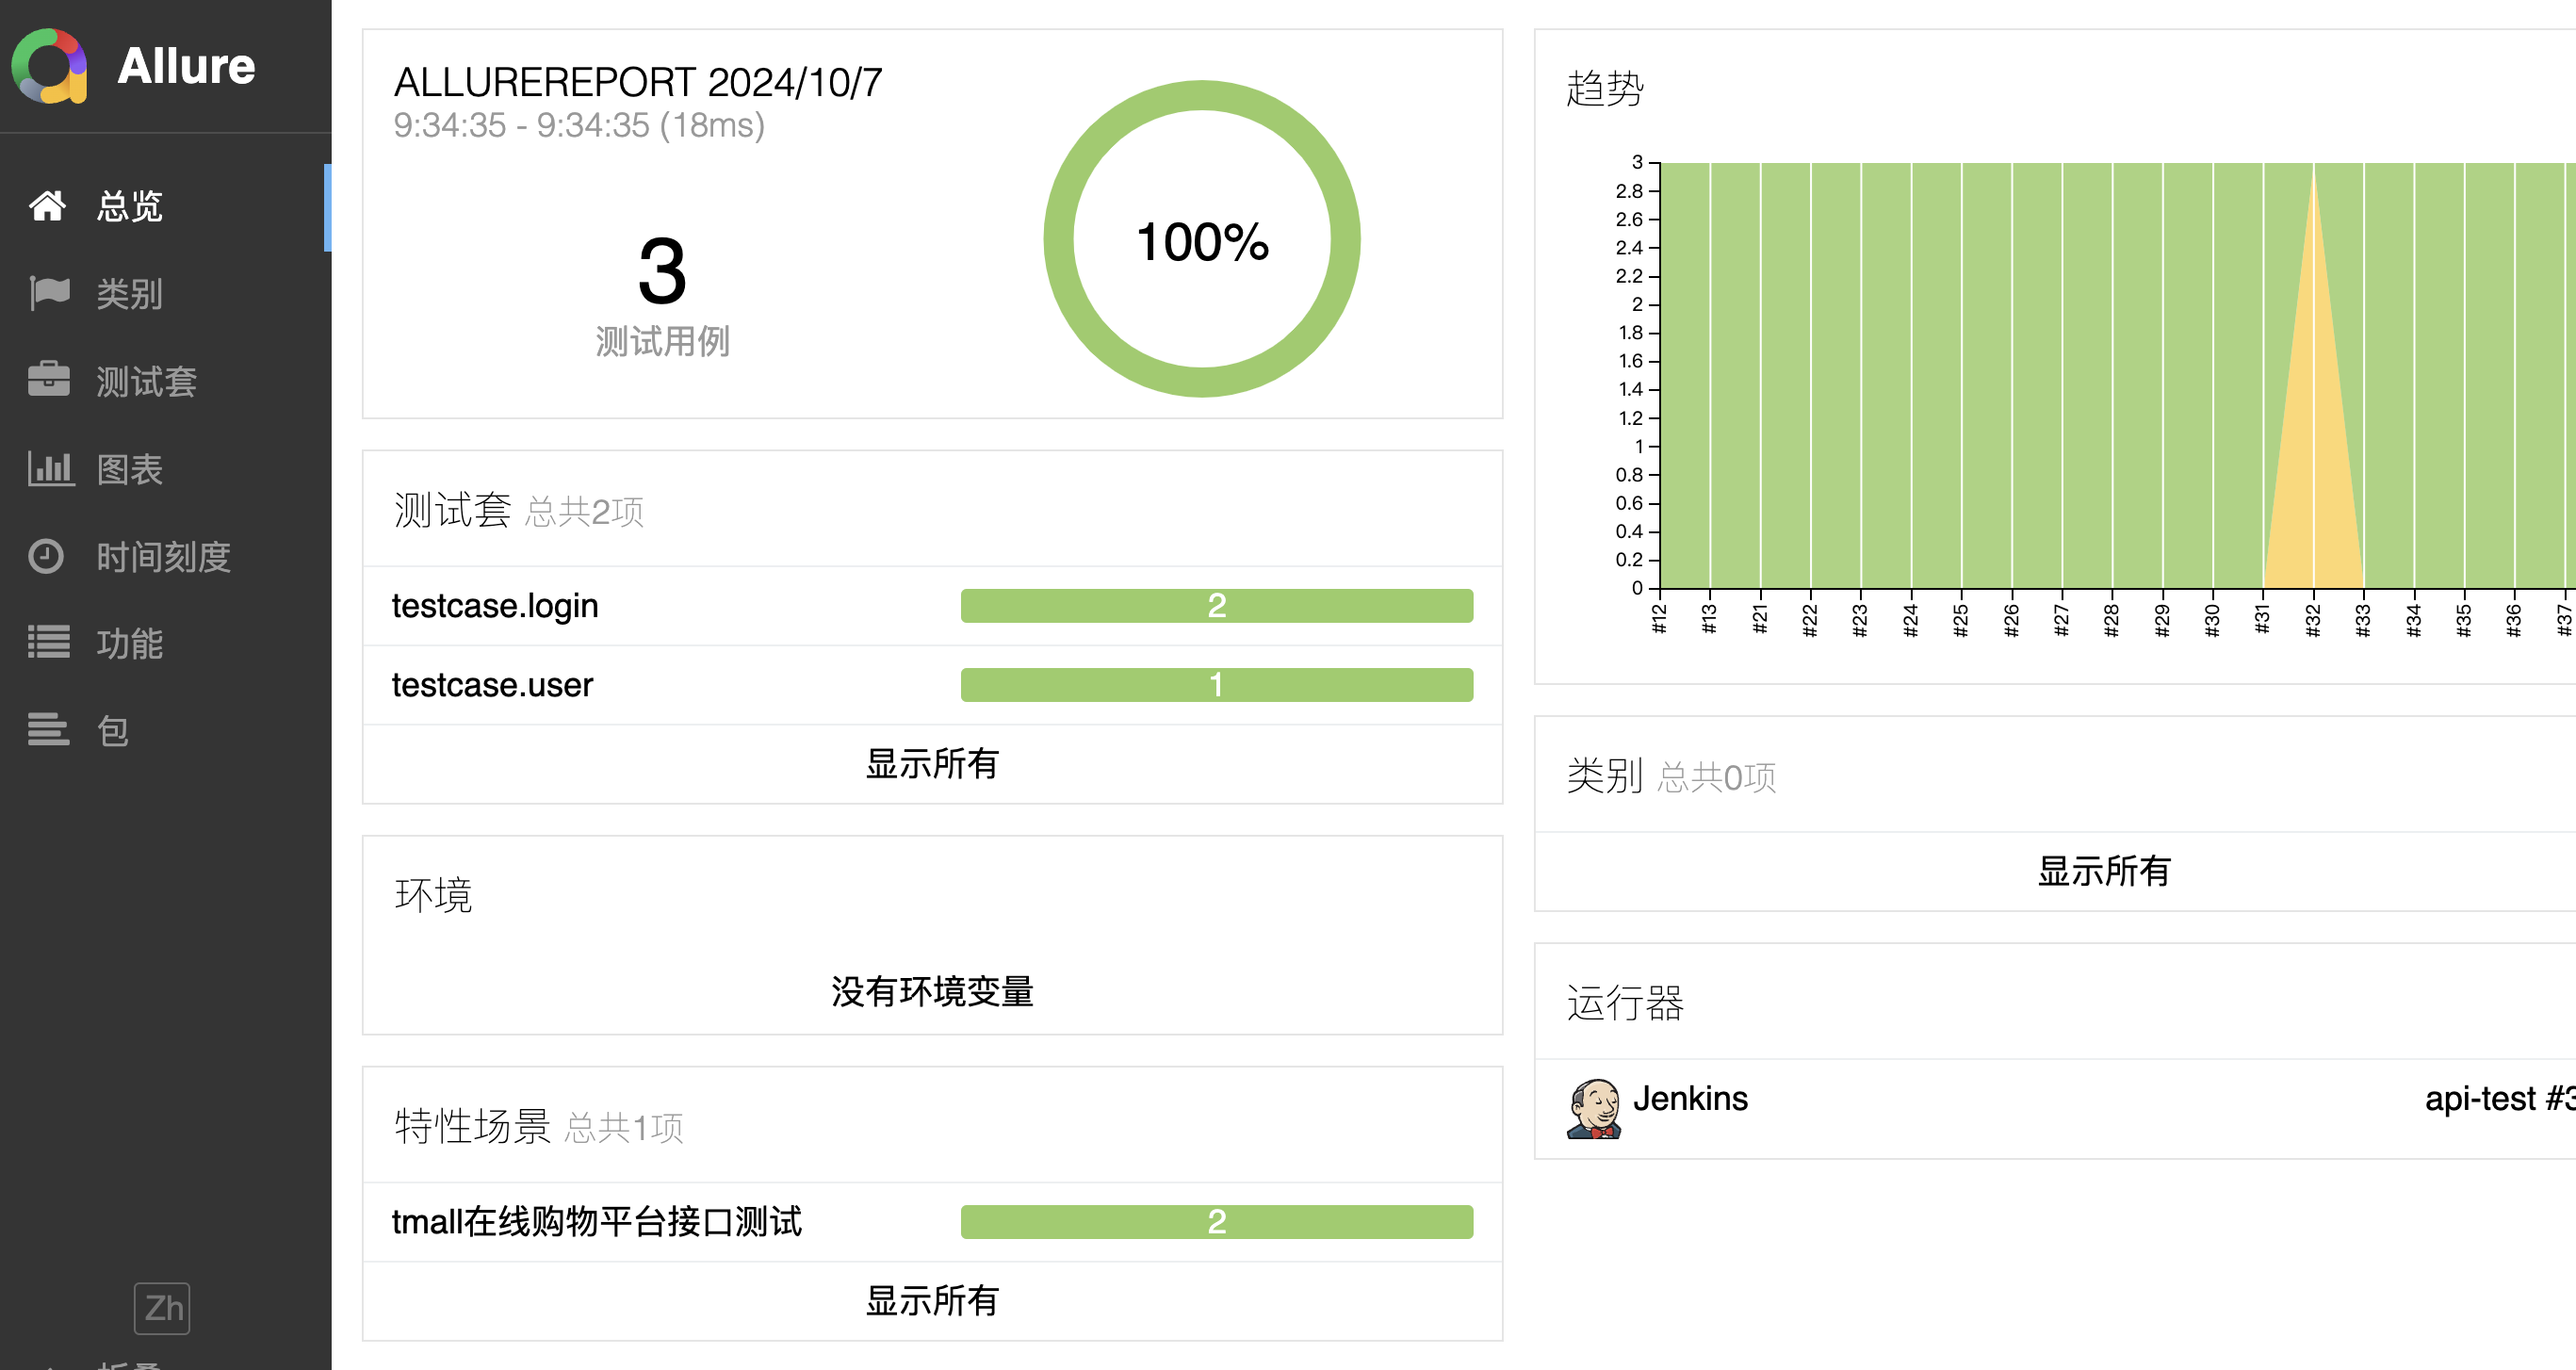 Allure
总览
类别
测试套
图表
时间刻度
功能
包
Zh
ALLUREREPORT 2024/10/7
9:34:35 - 9:34:35 (18ms)
3
测试用例
100%
测试套 总共2项
testcase.login 2
testcase.user 1
显示所有
环境
没有环境变量
特性场景 总共1项
tmall在线购物平台接口测试 2
显示所有
趋势
3
2.8
2.6
2.4
2.2
2
1.8
1.6
1.4
1.2
1
0.8
0.6
0.4
0.2
0
#12 #13 #21 #22 #23 #24 #25 #26 #27 #28 #29 #30 #31 #32 #33 #34 #35 #36 #37
类别 总共0项
显示所有
运行器
Jenkins api-test #3